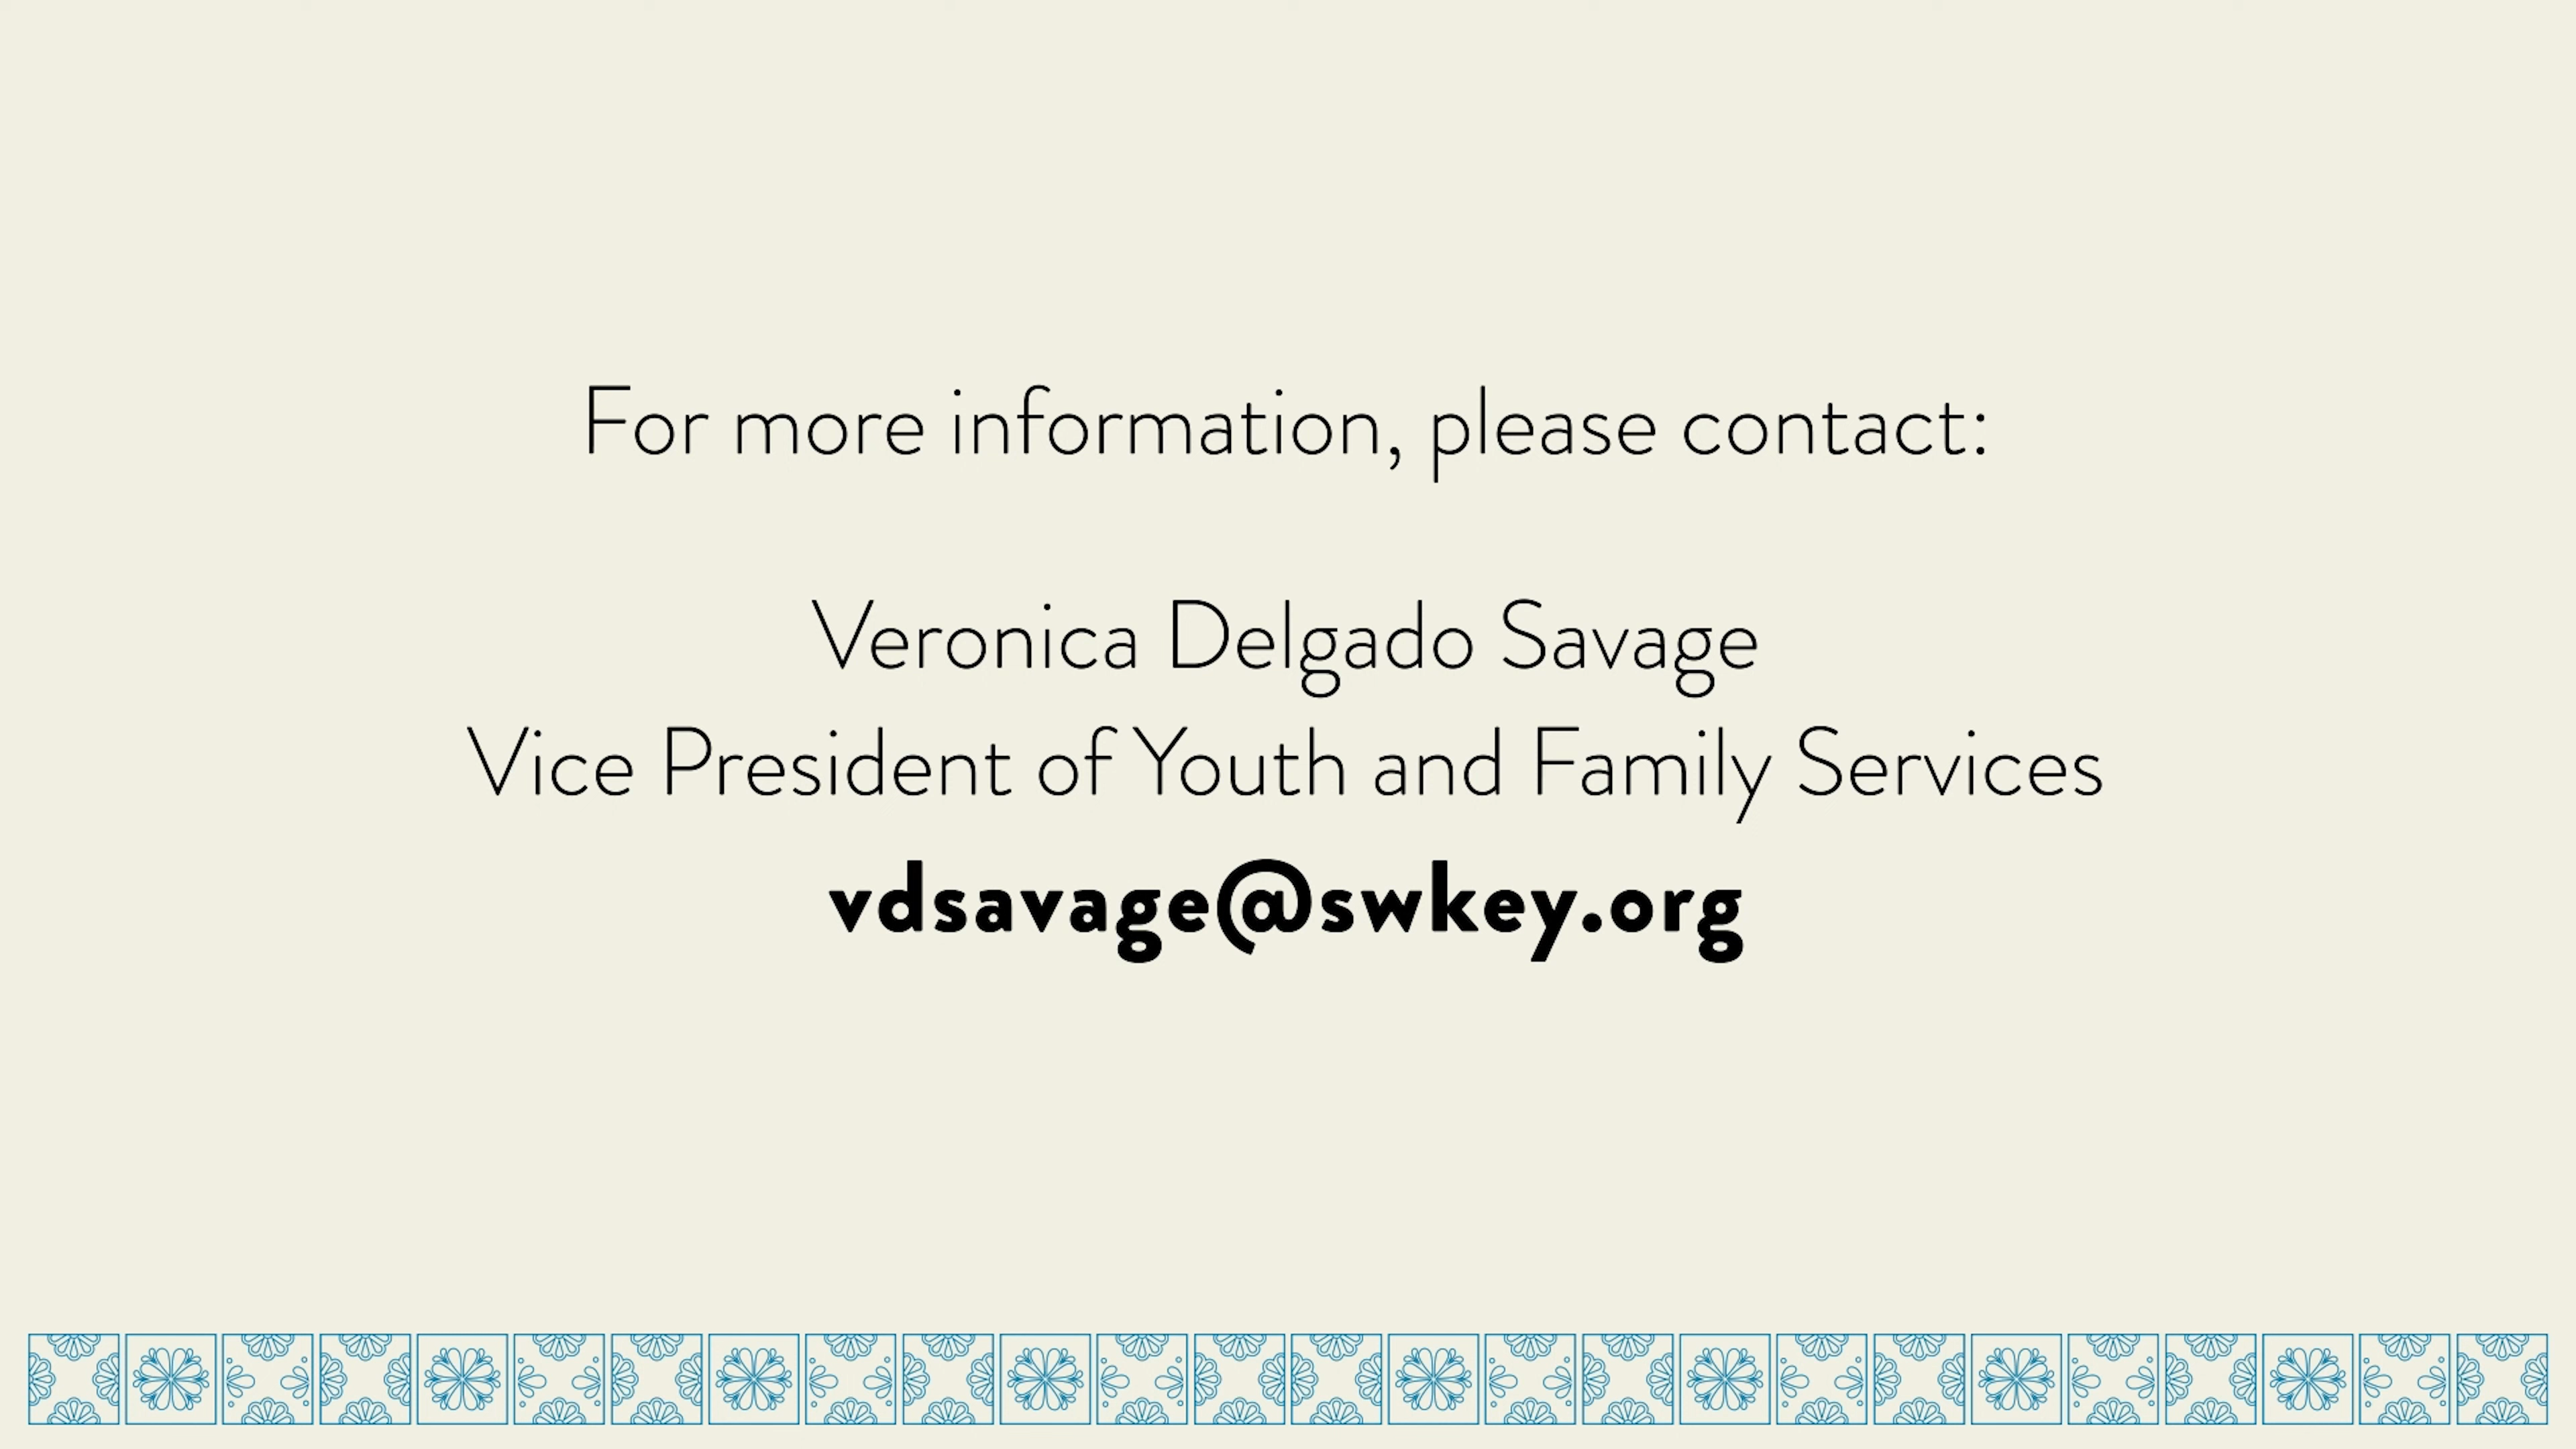 For more information, please contact:
Veronica Delgado Savage
Vice President of Youth and Family Services
vdsavage@swkey.org